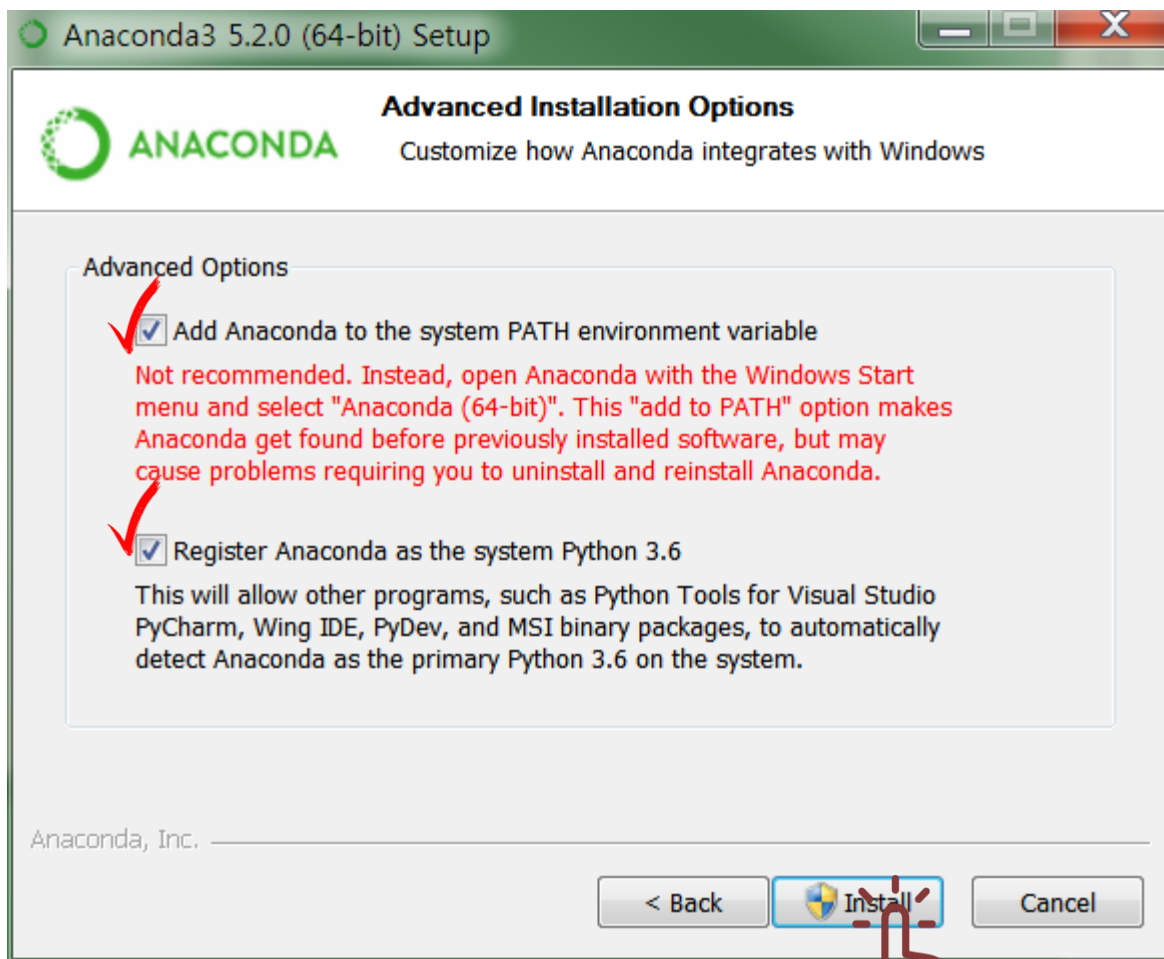 Anaconda3 5.2.0 (64-bit) Setup
ANACONDA
Advanced Installation Options
Customize how Anaconda integrates with Windows
Advanced Options
Add Anaconda to the system PATH environment variable
Not recommended. Instead, open Anaconda with the Windows Start
menu and select "Anaconda (64-bit)". This "add to PATH" option makes
Anaconda get found before previously installed software, but may
cause problems requiring you to uninstall and reinstall Anaconda.
Register Anaconda as the system Python 3.6
This will allow other programs, such as Python Tools for Visual Studio
PyCharm, Wing IDE, PyDev, and MSI binary packages, to automatically
detect Anaconda as the primary Python 3.6 on the system.
Anaconda, Inc.
< Back
Install
Cancel